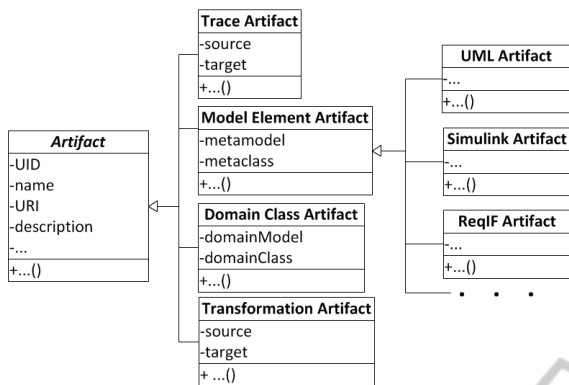 Artifact
-UID
-name
-URI
-description
-...
+...()
Trace Artifact
-source
-target
+...()
Model Element Artifact
-metamodel
-metaclass
+...()
Domain Class Artifact
-domainModel
-domainClass
+...()
Transformation Artifact
-source
-target
+ ...()
UML Artifact
-...
+...()
Simulink Artifact
-...
+...()
ReqIF Artifact
-...
+...()
. . .